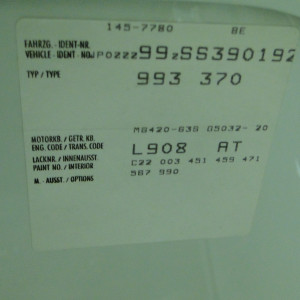 145-7780 BE
FAHRZG.-IDENT-NR.
VEHICLE-IDENT-NO. WP0ZZZ99ZSS390192
TYP / TYPE 993 370
M6420-63S 05032- 20
MOTORKB. / GETR. KB.
ENG. CODE / TRANS. CODE L908 AT
LACKNR. / INNENAUSST.
PAINT NO. / INTERIOR C22 003 451 459 471
M.-AUSST. / OPTIONS 567 990